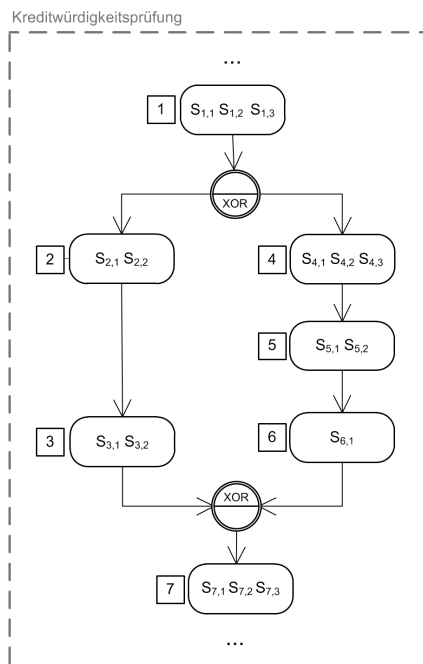 Kreditwürdigkeitsprüfung
...
1 S1,1 S1,2 S1,3
XOR
2 S2,1 S2,2
4 S4,1 S4,2 S4,3
5 S5,1 S5,2
3 S3,1 S3,2
6 S6,1
XOR
7 S7,1 S7,2 S7,3
...